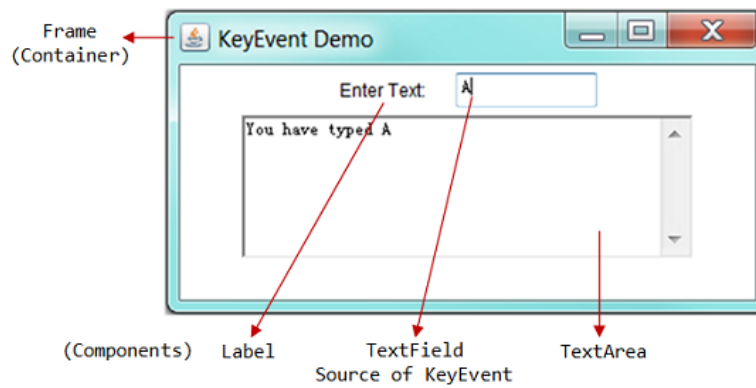 Frame
(Container)
KeyEvent Demo
Enter Text:
A
You have typed A
(Components) Label TextField TextArea
Source of KeyEvent